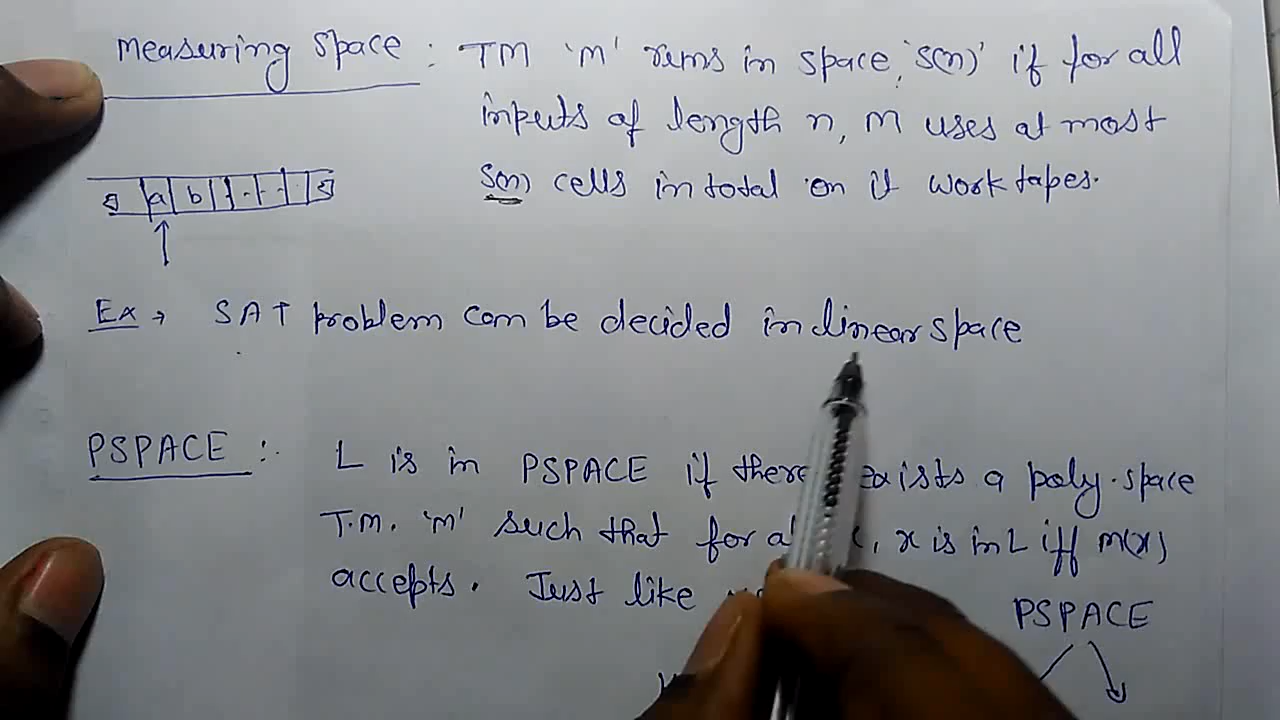 Measuring Space : TM 'M' runs in space 's(n)' if for all
inputs of length n, M uses at most
s(n) cells in total on it work tapes.
a b
Ex → SAT problem can be decided in linear space
PSPACE : L is in PSPACE if there exists a poly-space
T.M. 'M' such that for x, x is in L iff M(x)
accepts. Just like
PSPACE